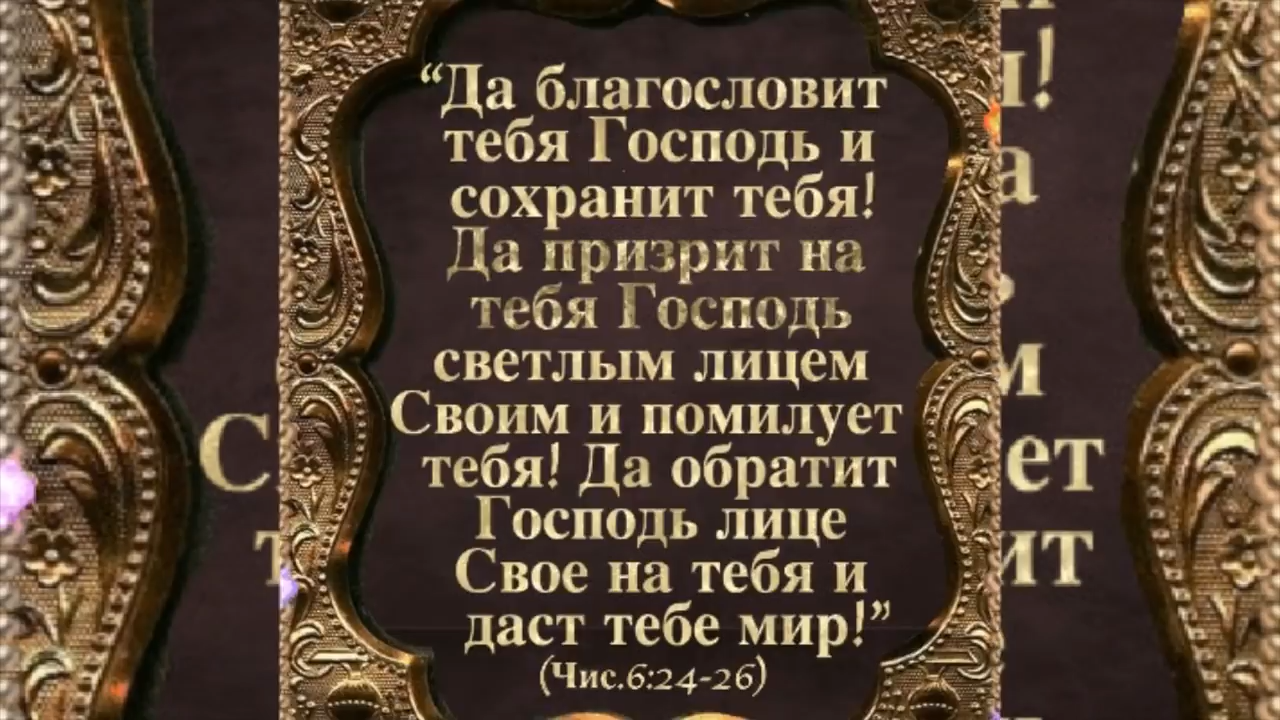 “Да благословит
тебя Господь и
сохранит тебя!
Да призрит на
тебя Господь
светлым лицем
Своим и помилует
тебя! Да обратит
Господь лице
Свое на тебя и
даст тебе мир!”
(Чис.6:24-26)